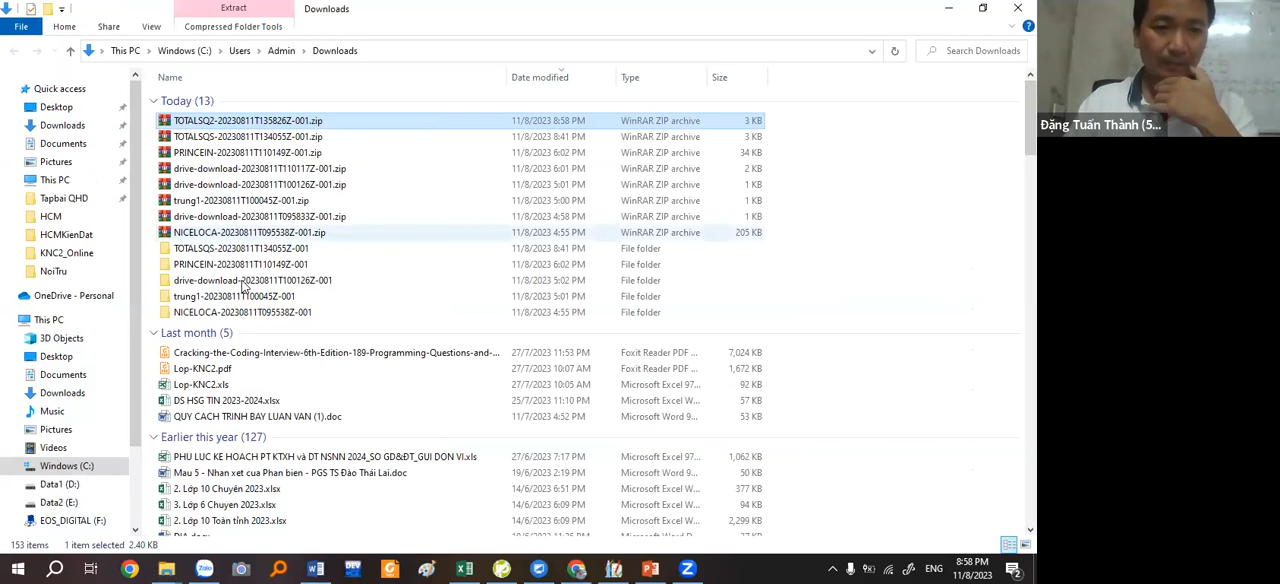 Extract
Downloads
File
Home
Share
View
Compressed Folder Tools
This PC > Windows (C:) > Users > Admin > Downloads
Search Downloads
Name Date modified Type Size
Quick access
Desktop
Downloads
Documents
Pictures
This PC
Tapbai QHD
HCM
HCMKienDat
KNC2_Online
NoiTru
OneDrive - Personal
This PC
3D Objects
Desktop
Documents
Downloads
Music
Pictures
Videos
Windows (C:)
Data1 (D:)
Data2 (E:)
EOS_DIGITAL (F:)
Today (13)
TOTALSQ2-20230811T135826Z-001.zip 11/8/2023 8:58 PM WinRAR ZIP archive 3 KB
TOTALSQS-20230811T134055Z-001.zip 11/8/2023 8:41 PM WinRAR ZIP archive 3 KB
PRINCEIN-20230811T110149Z-001.zip 11/8/2023 6:02 PM WinRAR ZIP archive 34 KB
drive-download-20230811T110117Z-001.zip 11/8/2023 6:01 PM WinRAR ZIP archive 2 KB
drive-download-20230811T100126Z-001.zip 11/8/2023 5:01 PM WinRAR ZIP archive 1 KB
trung1-20230811T100045Z-001.zip 11/8/2023 5:00 PM WinRAR ZIP archive 1 KB
drive-download-20230811T095833Z-001.zip 11/8/2023 4:58 PM WinRAR ZIP archive 1 KB
NICELOCA-20230811T095538Z-001.zip 11/8/2023 4:55 PM WinRAR ZIP archive 205 KB
TOTALSQS-20230811T134055Z-001 11/8/2023 8:41 PM File folder
PRINCEIN-20230811T110149Z-001 11/8/2023 6:02 PM File folder
drive-download-20230811T100126Z-001 11/8/2023 5:02 PM File folder
trung1-20230811T100045Z-001 11/8/2023 5:01 PM File folder
NICELOCA-20230811T095538Z-001 11/8/2023 4:55 PM File folder
Last month (5)
Cracking-the-Coding-Interview-6th-Edition-189-Programming-Questions-and-... 27/7/2023 11:53 PM Foxit Reader PDF ... 7,024 KB
Lop-KNC2.pdf 27/7/2023 10:07 AM Foxit Reader PDF ... 1,672 KB
Lop-KNC2.xls 27/7/2023 10:05 AM Microsoft Excel 97... 92 KB
DS HSG TIN 2023-2024.xlsx 25/7/2023 11:10 PM Microsoft Excel W... 57 KB
QUY CACH TRINH BAY LUAN VAN (1).doc 11/7/2023 4:52 PM Microsoft Word 9... 53 KB
Earlier this year (127)
PHU LUC KE HOACH PT KTXH và DT NSNN 2024_SO GD&ĐT_GUI DON VI.xls 27/6/2023 7:17 PM Microsoft Excel 97... 1,062 KB
Mau 5 - Nhan xet cua Phan bien - PGS TS Đào Thái Lai.doc 19/6/2023 2:19 PM Microsoft Word 9... 50 KB
2. Lớp 10 Chuyên 2023.xlsx 14/6/2023 6:51 PM Microsoft Excel W... 377 KB
3. Lớp 6 Chuyen 2023.xlsx 14/6/2023 6:09 PM Microsoft Excel W... 94 KB
2. Lớp 10 Toàn tỉnh 2023.xlsx 14/6/2023 6:09 PM Microsoft Excel W... 2,299 KB
153 items 1 item selected 2.40 KB
ENG
8:58 PM
11/8/2023
Đặng Tuấn Thành (5...